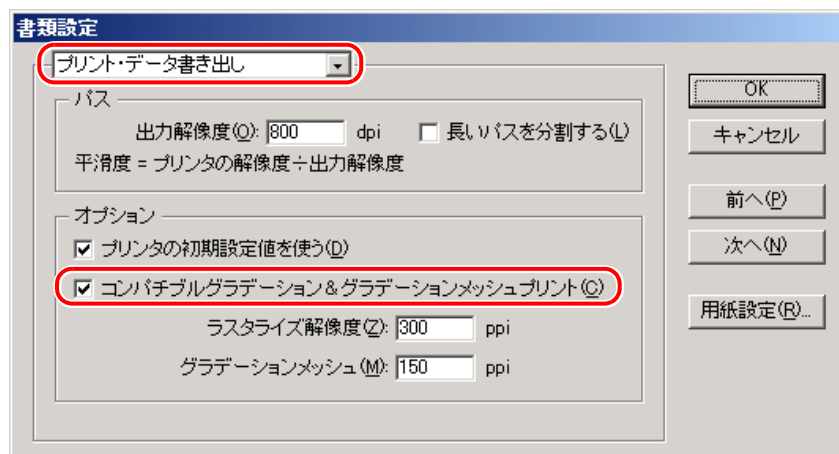 書類設定
プリント・データ書き出し
パス
出力解像度(O): 800 dpi 長いパスを分割する(L)
平滑度 = プリンタの解像度÷出力解像度
オプション
プリンタの初期設定値を使う(D)
コンパチブルグラデーション&グラデーションメッシュプリント(C)
ラスタライズ解像度(Z): 300 ppi
グラデーションメッシュ(M): 150 ppi
OK
キャンセル
前へ(P)
次へ(N)
用紙設定(R)...